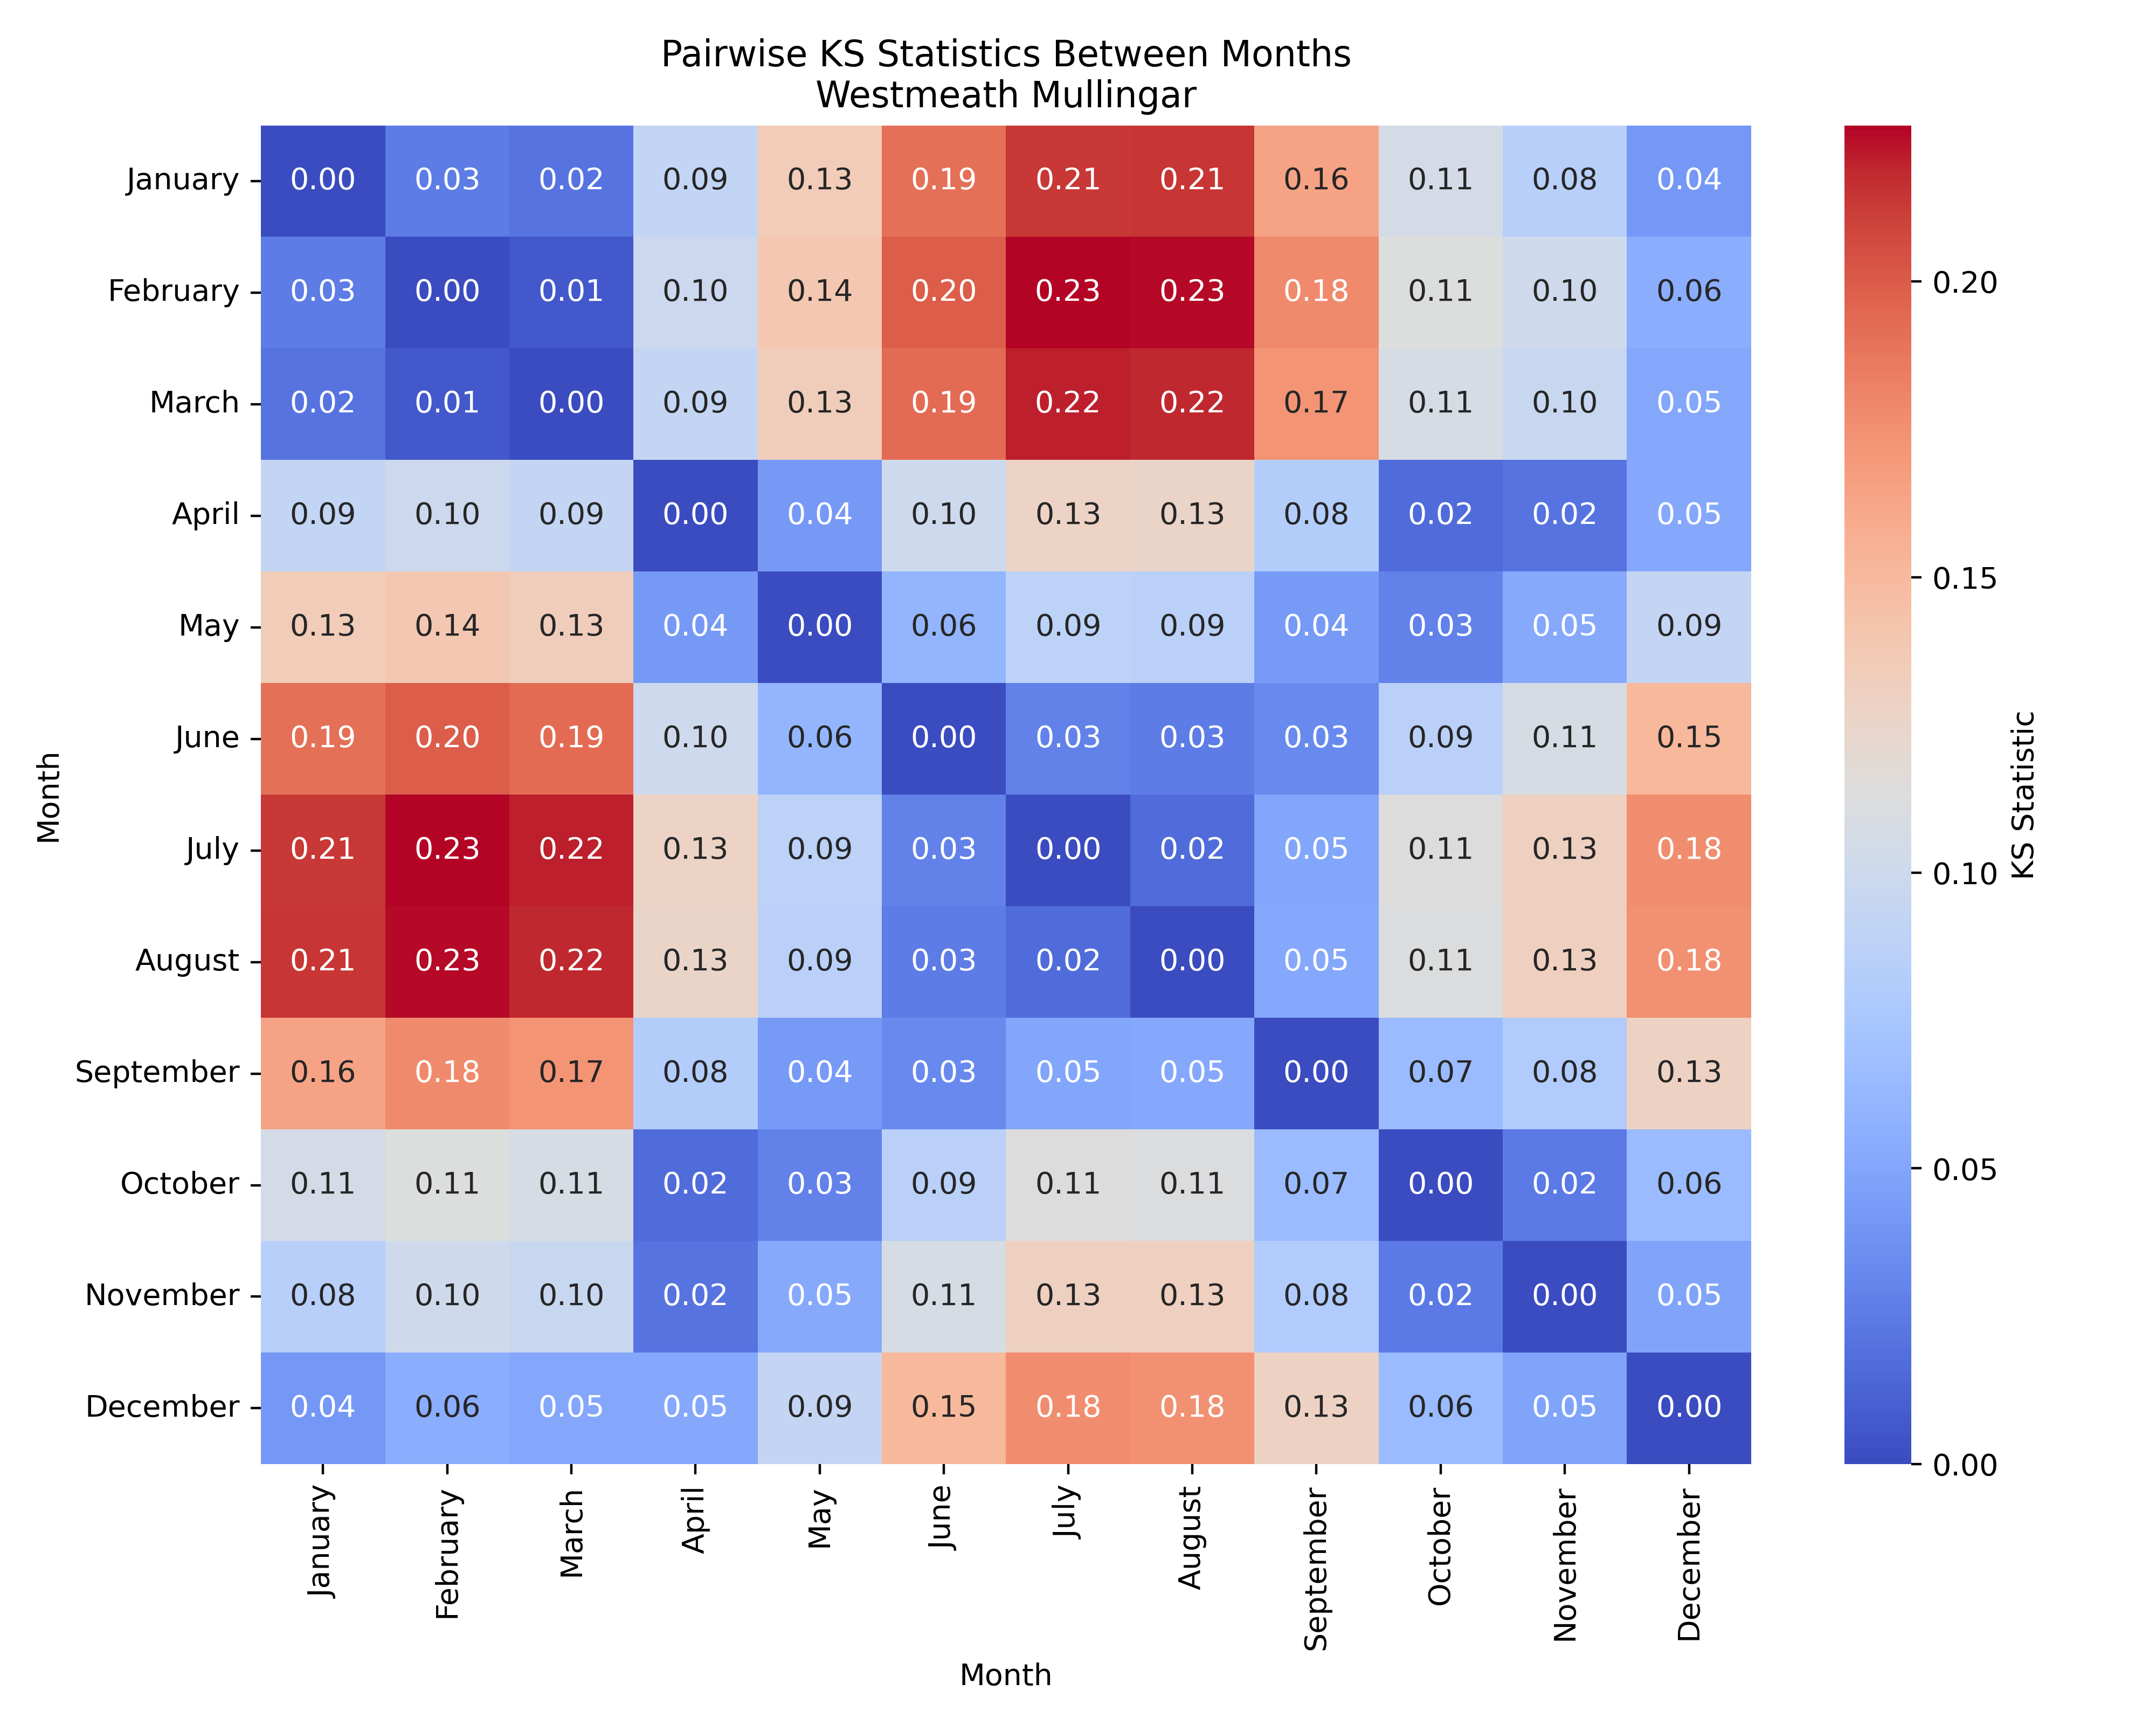 Pairwise KS Statistics Between Months
Westmeath Mullingar
January 0.00 0.03 0.02 0.09 0.13 0.19 0.21 0.21 0.16 0.11 0.08 0.04
February 0.03 0.00 0.01 0.10 0.14 0.20 0.23 0.23 0.18 0.11 0.10 0.06
March 0.02 0.01 0.00 0.09 0.13 0.19 0.22 0.22 0.17 0.11 0.10 0.05
April 0.09 0.10 0.09 0.00 0.04 0.10 0.13 0.13 0.08 0.02 0.02 0.05
May 0.13 0.14 0.13 0.04 0.00 0.06 0.09 0.09 0.04 0.03 0.05 0.09
June 0.19 0.20 0.19 0.10 0.06 0.00 0.03 0.03 0.03 0.09 0.11 0.15
July 0.21 0.23 0.22 0.13 0.09 0.03 0.00 0.02 0.05 0.11 0.13 0.18
August 0.21 0.23 0.22 0.13 0.09 0.03 0.02 0.00 0.05 0.11 0.13 0.18
September 0.16 0.18 0.17 0.08 0.04 0.03 0.05 0.05 0.00 0.07 0.08 0.13
October 0.11 0.11 0.11 0.02 0.03 0.09 0.11 0.11 0.07 0.00 0.02 0.06
November 0.08 0.10 0.10 0.02 0.05 0.11 0.13 0.13 0.08 0.02 0.00 0.05
December 0.04 0.06 0.05 0.05 0.09 0.15 0.18 0.18 0.13 0.06 0.05 0.00
January February March April May June July August September October November December
Month
Month
0.20
0.15
0.10
0.05
0.00
KS Statistic